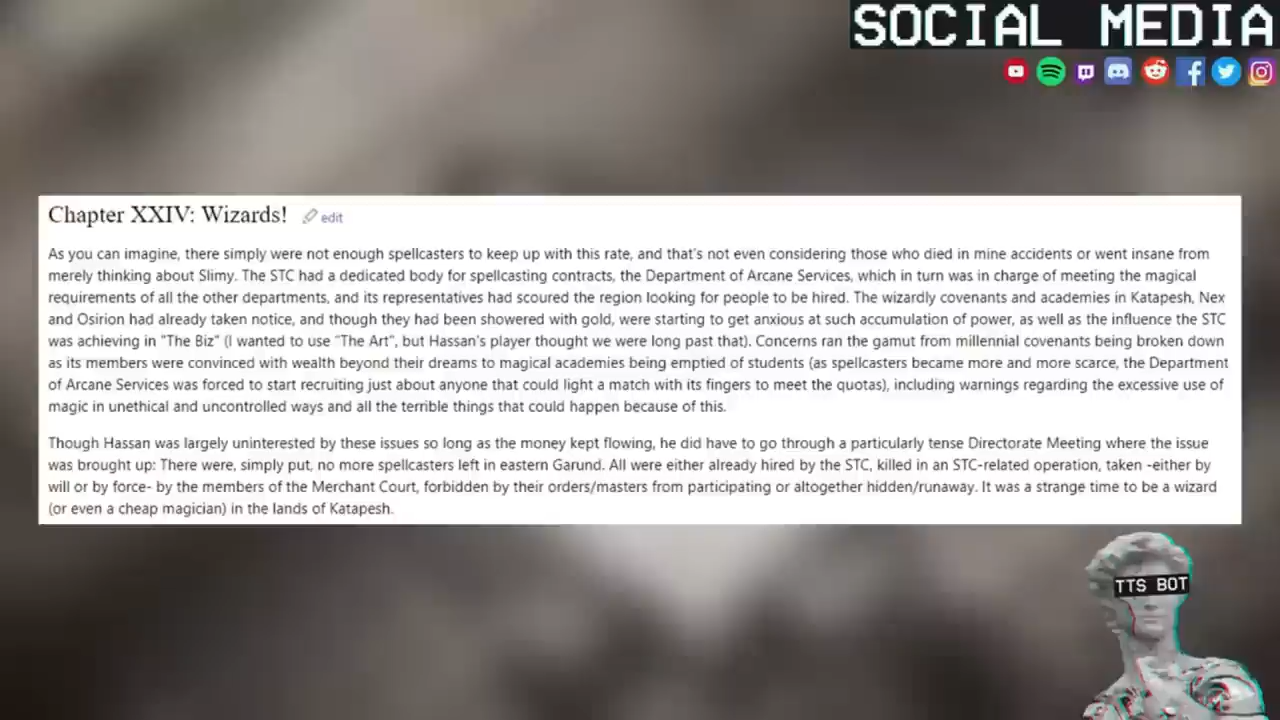 SOCIAL MEDIA
Chapter XXIV: Wizards! edit
As you can imagine, there simply were not enough spellcasters to keep up with this rate, and that's not even considering those who died in mine accidents or went insane from
merely thinking about Slimy. The STC had a dedicated body for spellcasting contracts, the Department of Arcane Services, which in turn was in charge of meeting the magical
requirements of all the other departments, and its representatives had scoured the region looking for people to be hired. The wizardly covenants and academies in Katapesh, Nex
and Osirion had already taken notice, and though they had been showered with gold, were starting to get anxious at such accumulation of power, as well as the influence the STC
was achieving in "The Biz" (I wanted to use "The Art", but Hassan's player thought we were long past that). Concerns ran the gamut from millennial covenants being broken down
as its members were convinced with wealth beyond their dreams to magical academies being emptied of students (as spellcasters became more and more scarce, the Department
of Arcane Services was forced to start recruiting just about anyone that could light a match with its fingers to meet the quotas), including warnings regarding the excessive use of
magic in unethical and uncontrolled ways and all the terrible things that could happen because of this.
Though Hassan was largely uninterested by these issues so long as the money kept flowing, he did have to go through a particularly tense Directorate Meeting where the issue
was brought up: There were, simply put, no more spellcasters left in eastern Garund. All were either already hired by the STC, killed in an STC-related operation, taken -either by
will or by force- by the members of the Merchant Court, forbidden by their orders/masters from participating or altogether hidden/runaway. It was a strange time to be a wizard
(or even a cheap magician) in the lands of Katapesh.
TTS BOT